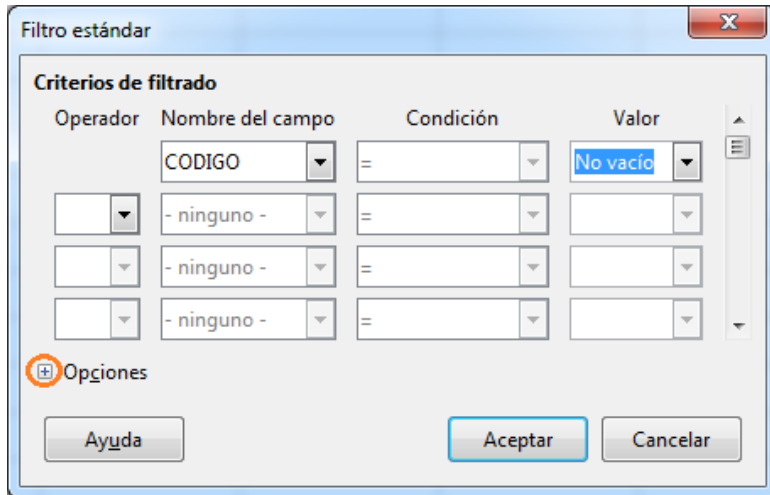 Filtro estándar
Criterios de filtrado
Operador Nombre del campo Condición Valor
CODIGO = No vacío
- ninguno - =
- ninguno - =
- ninguno - =
Opciones
Ayuda Aceptar Cancelar